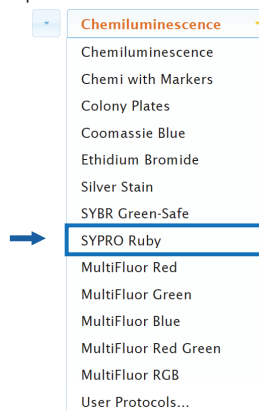 Chemiluminescence
Chemiluminescence
Chemi with Markers
Colony Plates
Coomassie Blue
Ethidium Bromide
Silver Stain
SYBR Green-Safe
SYPRO Ruby
MultiFluor Red
MultiFluor Green
MultiFluor Blue
MultiFluor Red Green
MultiFluor RGB
User Protocols...